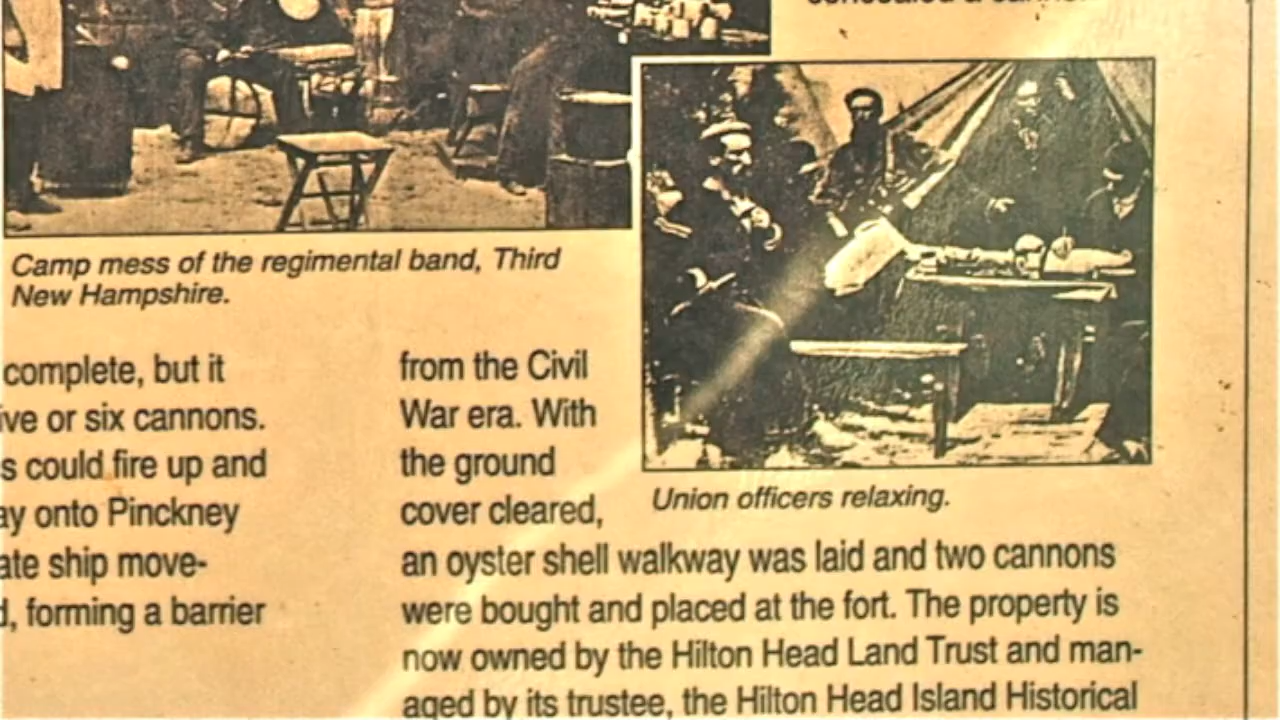 Camp mess of the regimental band, Third
New Hampshire.
complete, but it
or six cannons.
could fire up and
onto Pinckney
ship move-
forming a barrier
from the Civil
War era. With
the ground
cover cleared,
Union officers relaxing.
an oyster shell walkway was laid and two cannons
were bought and placed at the fort. The property is
now owned by the Hilton Head Land Trust and man-
aged by its trustee, the Hilton Head Island Historical